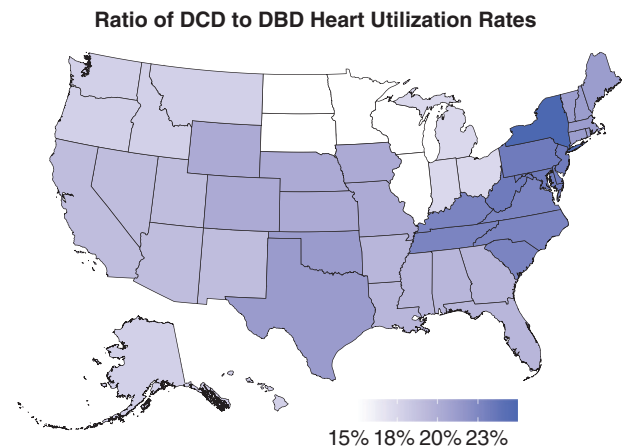 Ratio of DCD to DBD Heart Utilization Rates
15% 18% 20% 23%